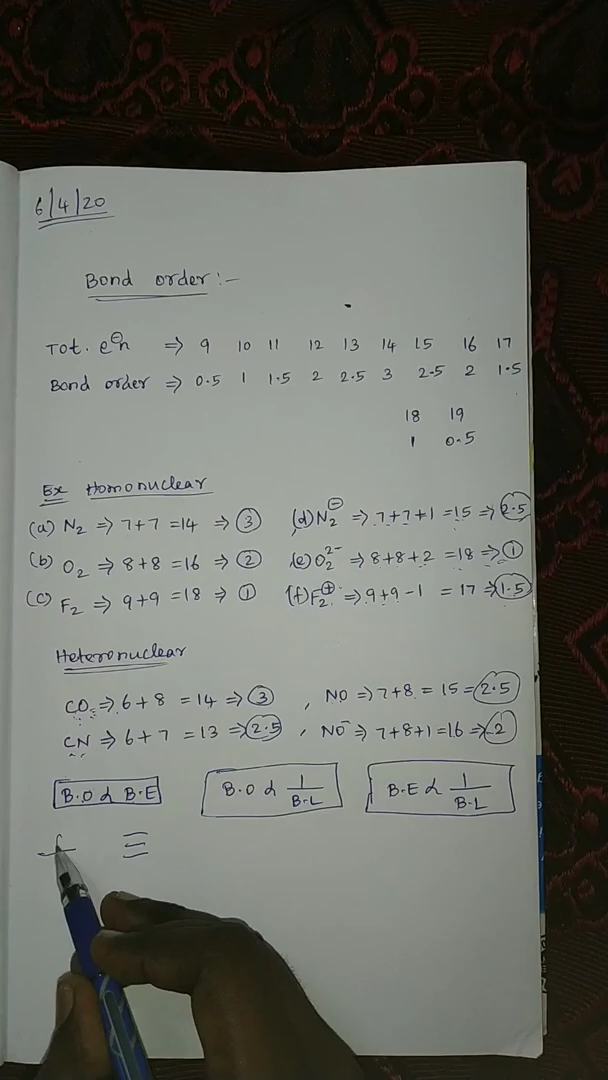 6/4/20
Bond order:-
Tot. e⊖n ⇒ 9 10 11 12 13 14 15 16 17
Bond order ⇒ 0.5 1 1.5 2 2.5 3 2.5 2 1.5
18 19
1 0.5
Ex Homonuclear
(a) N₂ ⇒ 7+7 = 14 ⇒ ③ (d) N₂⊖ ⇒ 7+7+1 = 15 ⇒ 2.5
(b) O₂ ⇒ 8+8 = 16 ⇒ ② (e) O₂²⁻ ⇒ 8+8+2 = 18 ⇒ ①
(c) F₂ ⇒ 9+9 = 18 ⇒ ① (f) F₂⊕ ⇒ 9+9-1 = 17 ⇒ 1.5
Heteronuclear
CO ⇒ 6+8 = 14 ⇒ ③ , NO ⇒ 7+8 = 15 = 2.5
CN ⇒ 6+7 = 13 ⇒ 2.5 , NO⁻ ⇒ 7+8+1 = 16 ⇒ 2
B.O α B.E B.O α 1/B.L B.E α 1/B.L